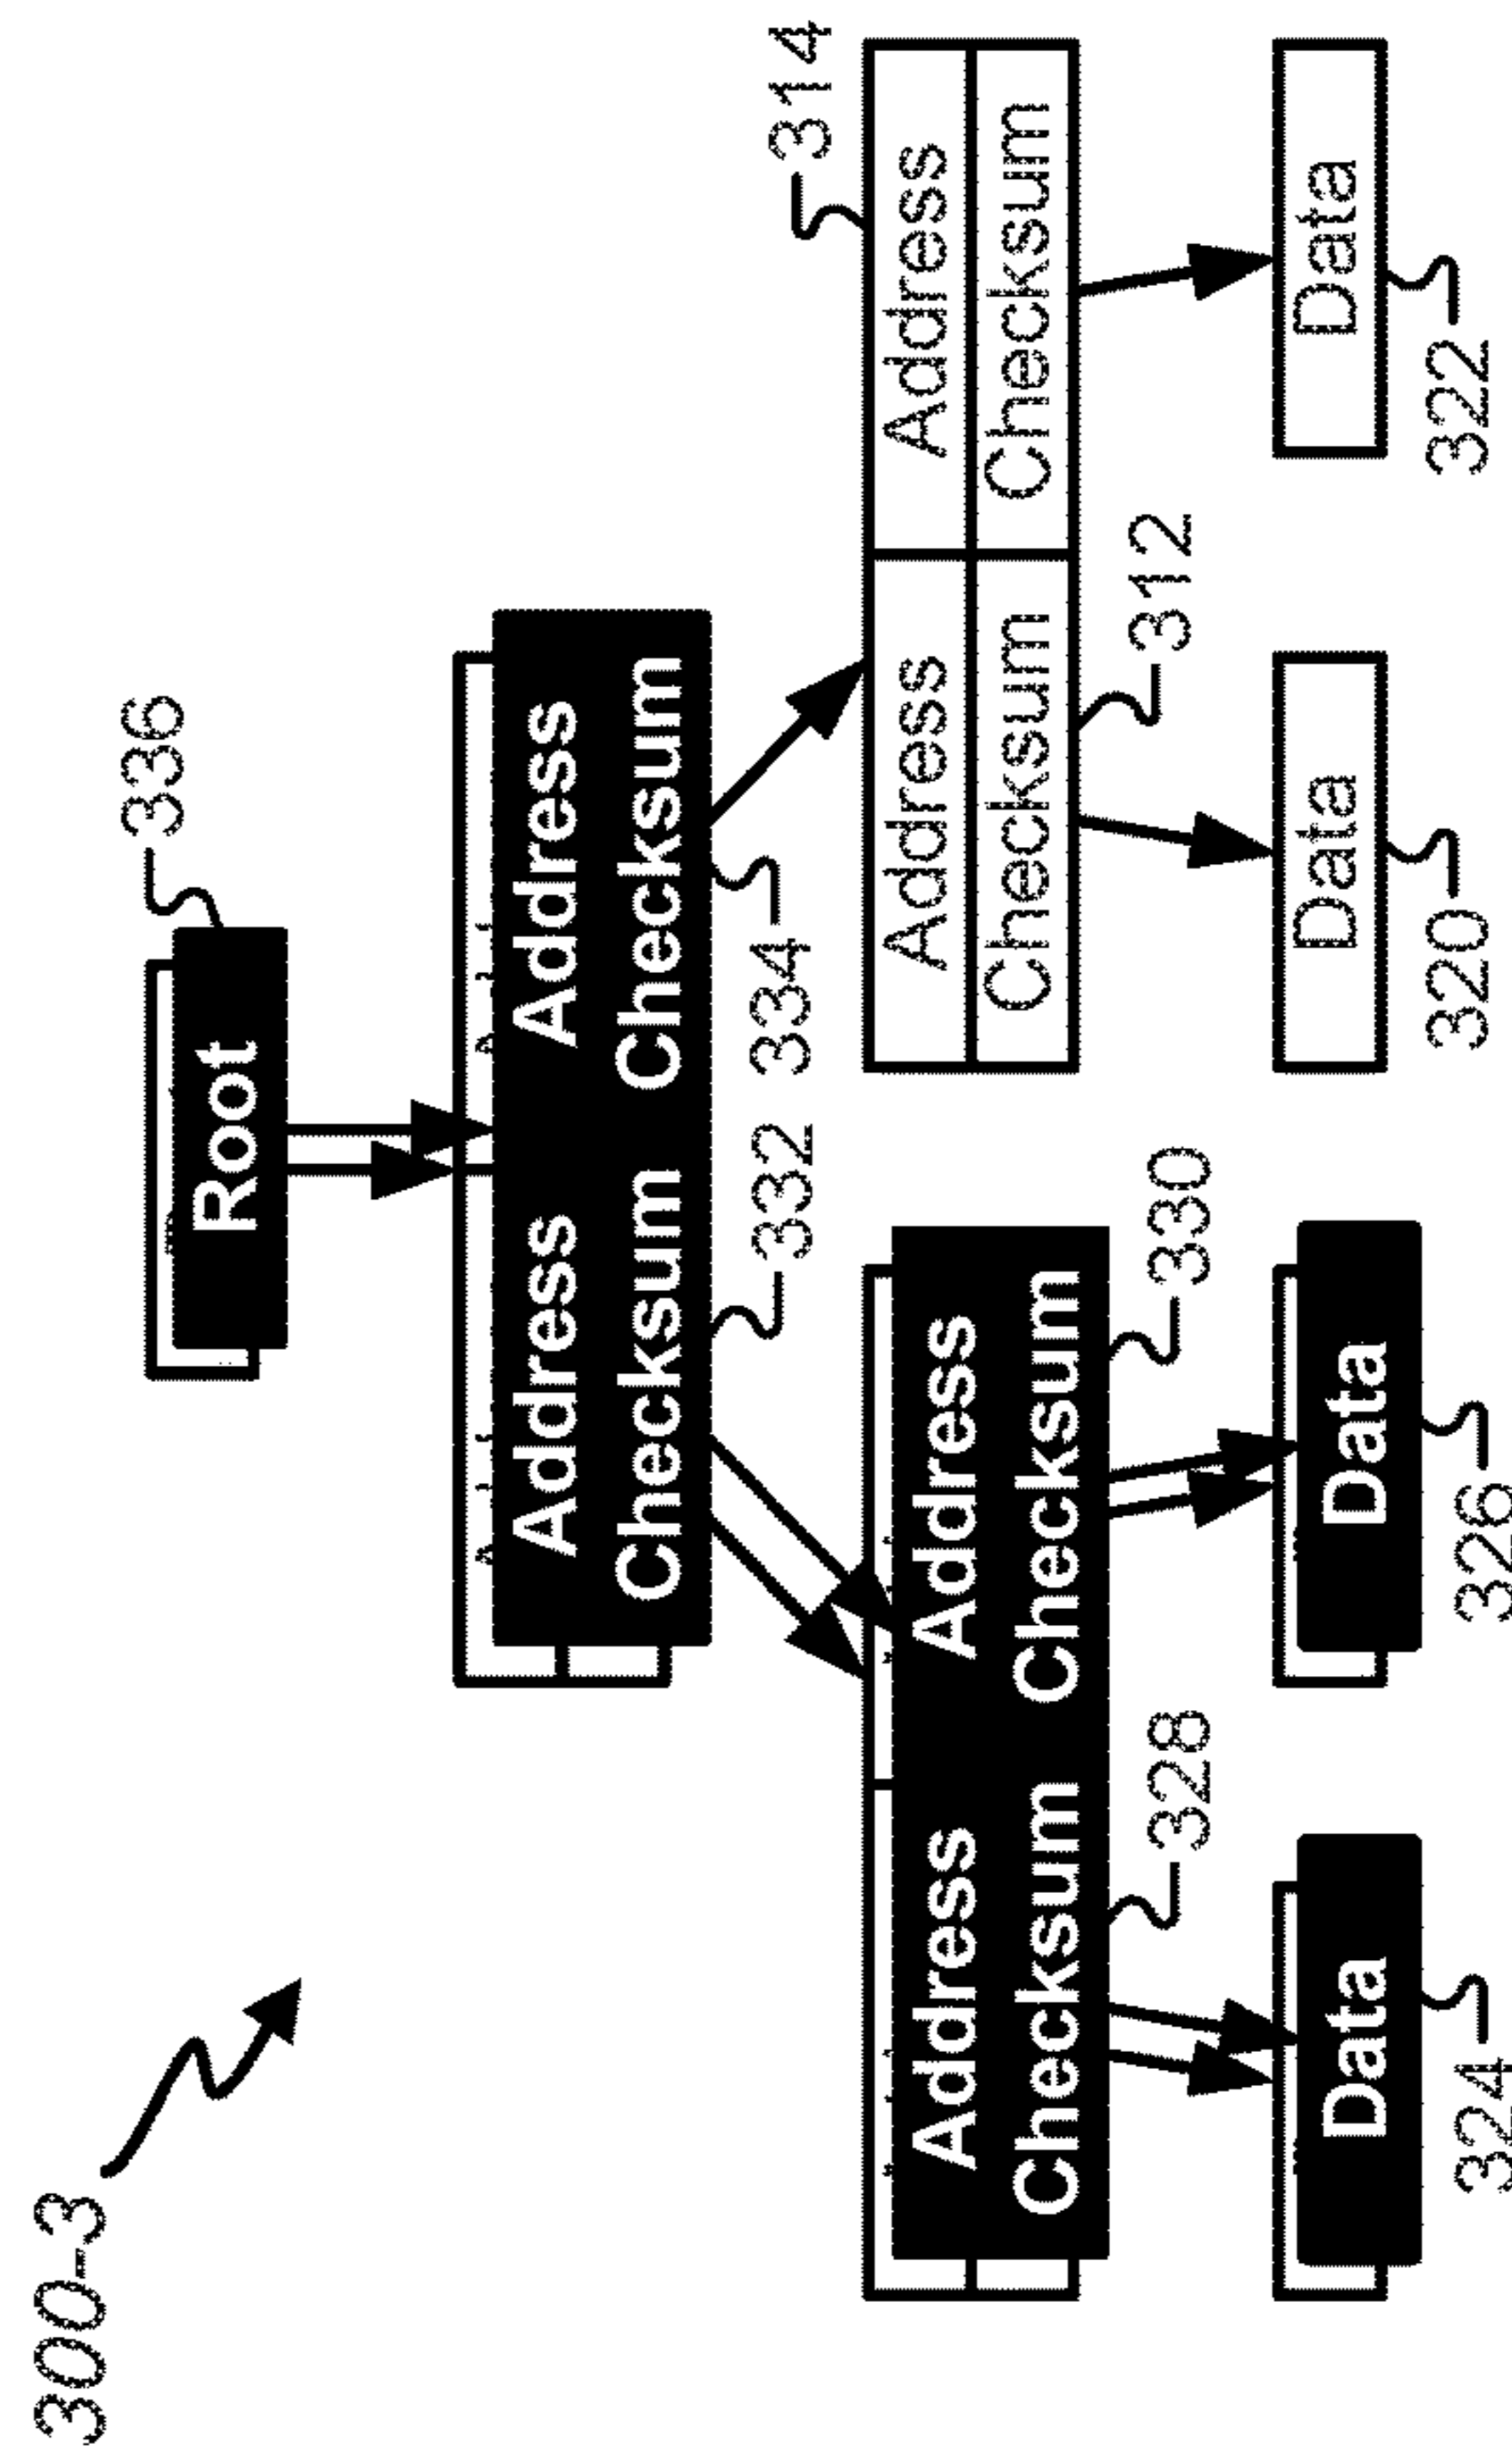 300-3
336
Root
Address Address
Checksum Checksum
332 334
314
Address Address
Checksum Checksum
Address Address
Checksum Checksum
328 330
312
Data Data Data Data
324 326 320 322